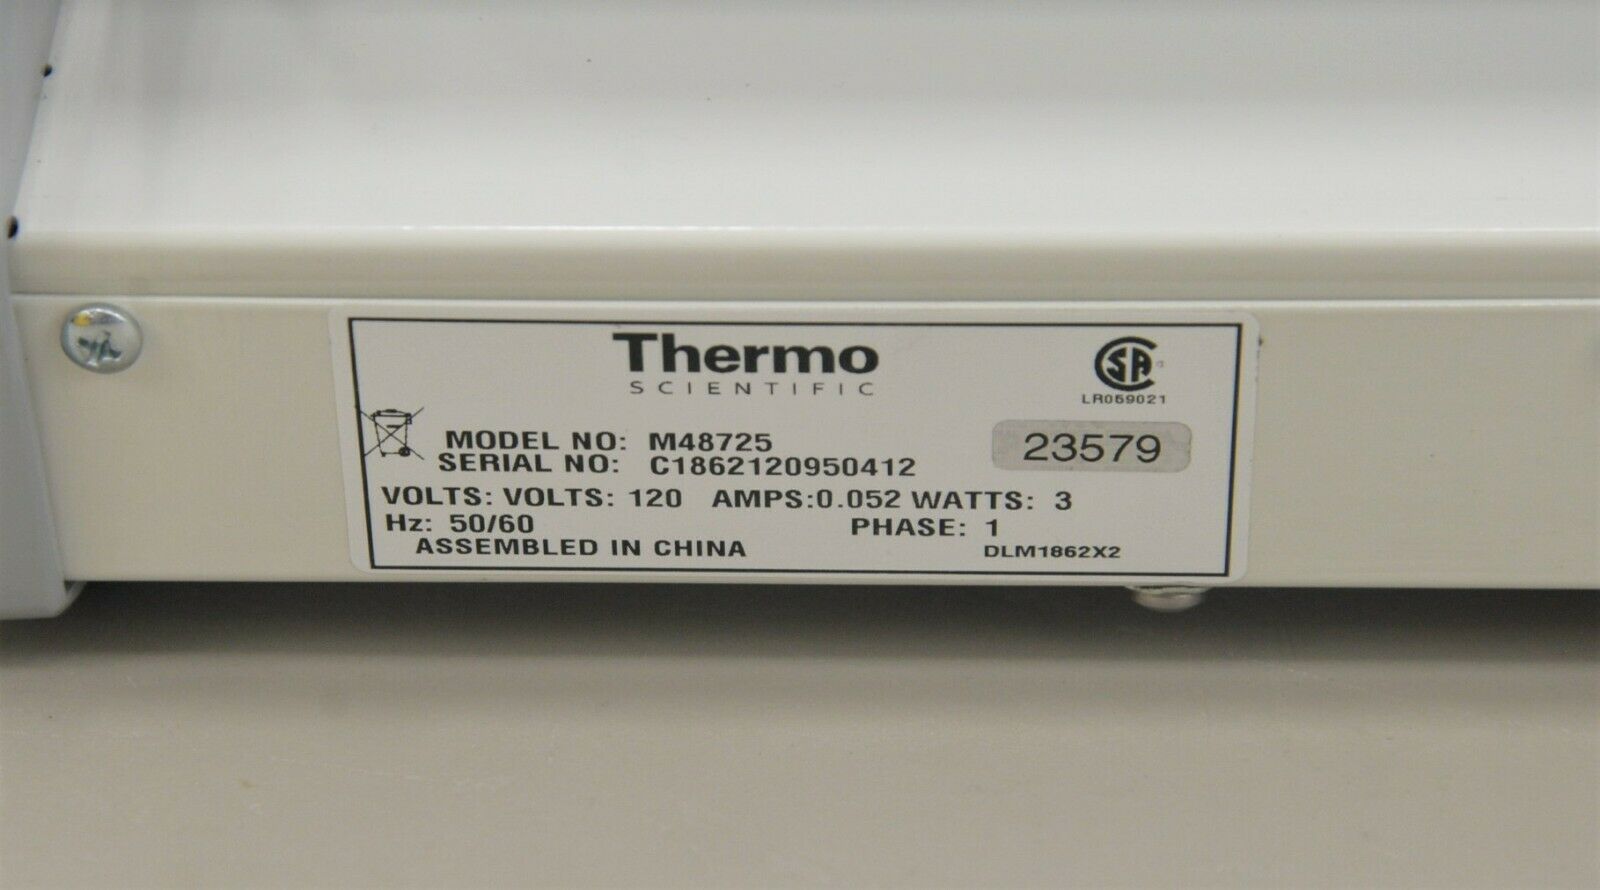 Thermo
SCIENTIFIC
SA
LR059021
MODEL NO: M48725
23579
SERIAL NO: C1862120950412
VOLTS: VOLTS: 120 AMPS:0.052 WATTS: 3
Hz: 50/60 PHASE: 1
ASSEMBLED IN CHINA DLM1862X2